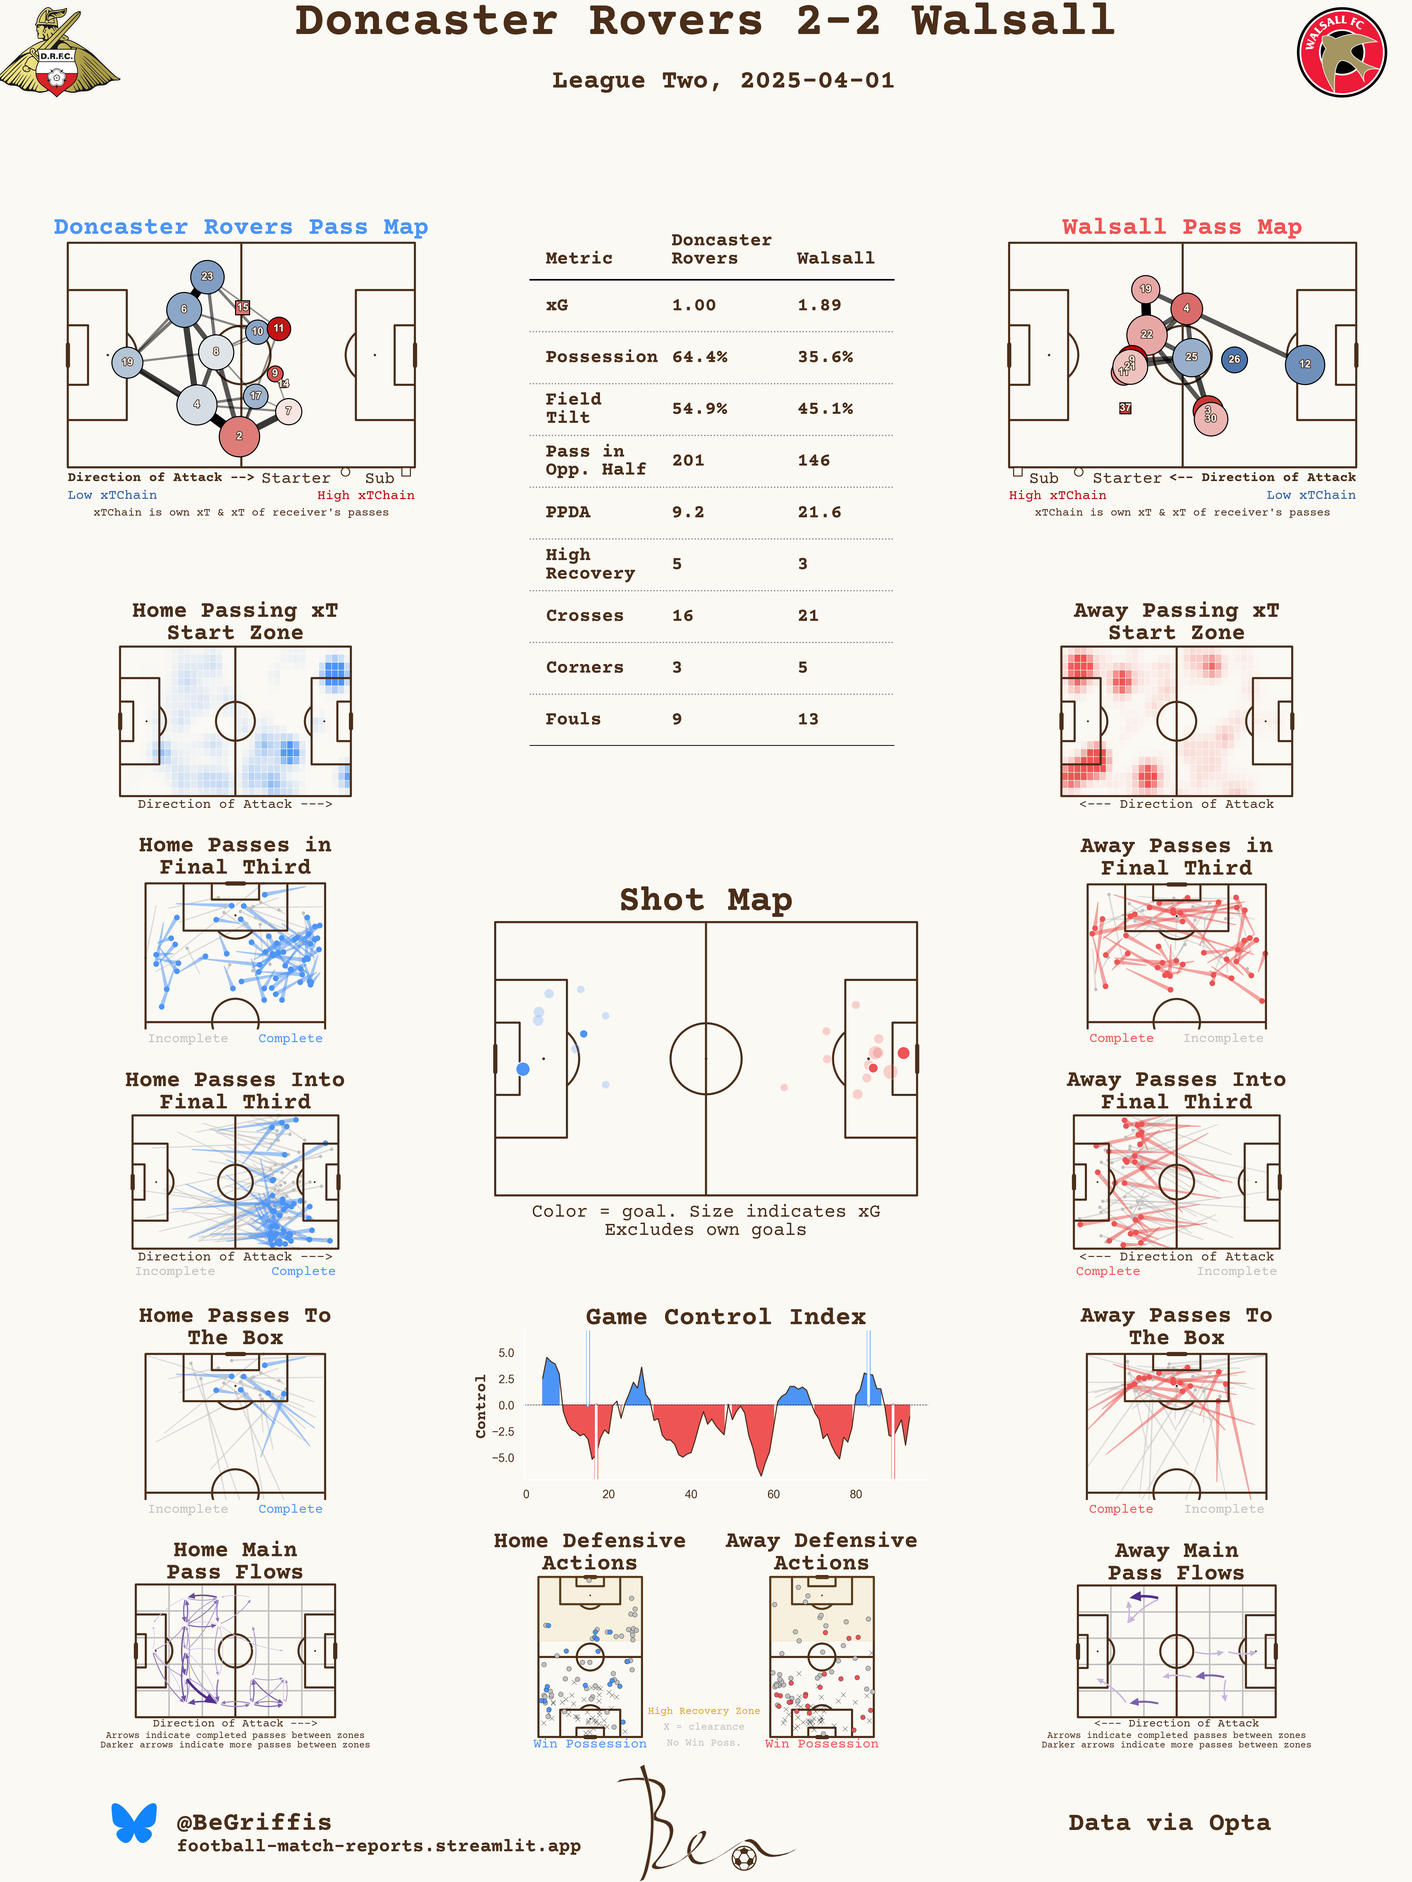 Doncaster Rovers 2-2 Walsall
League Two, 2025-04-01
D.R.F.C.
WALSALL FC
Doncaster Rovers Pass Map
23
6
15
10
11
19
8
9
14
17
4
7
2
Direction of Attack --> Starter Sub
Low xTChain High xTChain
xTChain is own xT & xT of receiver's passes
Metric Doncaster Rovers Walsall
xG 1.00 1.89
Possession 64.4% 35.6%
Field Tilt 54.9% 45.1%
Pass in Opp. Half 201 146
PPDA 9.2 21.6
High Recovery 5 3
Crosses 16 21
Corners 3 5
Fouls 9 13
Walsall Pass Map
19
4
22
9
25
26
12
21
11
37
3
30
Sub Starter <-- Direction of Attack
High xTChain Low xTChain
xTChain is own xT & xT of receiver's passes
Home Passing xT
Start Zone
Direction of Attack --->
Away Passing xT
Start Zone
<--- Direction of Attack
Home Passes in
Final Third
Incomplete Complete
Away Passes in
Final Third
Complete Incomplete
Shot Map
Color = goal. Size indicates xG
Excludes own goals
Home Passes Into
Final Third
Direction of Attack --->
Incomplete Complete
Away Passes Into
Final Third
<--- Direction of Attack
Complete Incomplete
Home Passes To
The Box
Incomplete Complete
Game Control Index
Control
5.0
2.5
0.0
−2.5
−5.0
0 20 40 60 80
Away Passes To
The Box
Complete Incomplete
Home Main
Pass Flows
Direction of Attack --->
Arrows indicate completed passes between zones
Darker arrows indicate more passes between zones
Home Defensive
Actions
Win Possession
Away Defensive
Actions
Win Possession
High Recovery Zone
X = clearance
No Win Poss.
Away Main
Pass Flows
<--- Direction of Attack
Arrows indicate completed passes between zones
Darker arrows indicate more passes between zones
@BeGriffis
football-match-reports.streamlit.app
Ben
Data via Opta